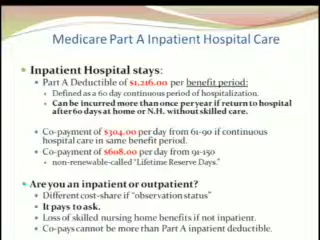 Medicare Part A Inpatient Hospital Care
Inpatient Hospital stays:
Part A Deductible of $1,216.00 per benefit period:
Defined as a 60 day continuous period of hospitalization.
Can be incurred more than once per year if return to hospital
after 60 days at home or N.H. without skilled care.
Co-payment of $304.00 per day from 61-90 if continuous
hospital care in same benefit period.
Co-payment of $608.00 per day from 91-150
non-renewable-called "Lifetime Reserve Days."
Are you an inpatient or outpatient?
Different cost-share if "observation status"
It pays to ask.
Loss of skilled nursing home benefits if not inpatient.
Co-pays cannot be more than Part A inpatient deductible.